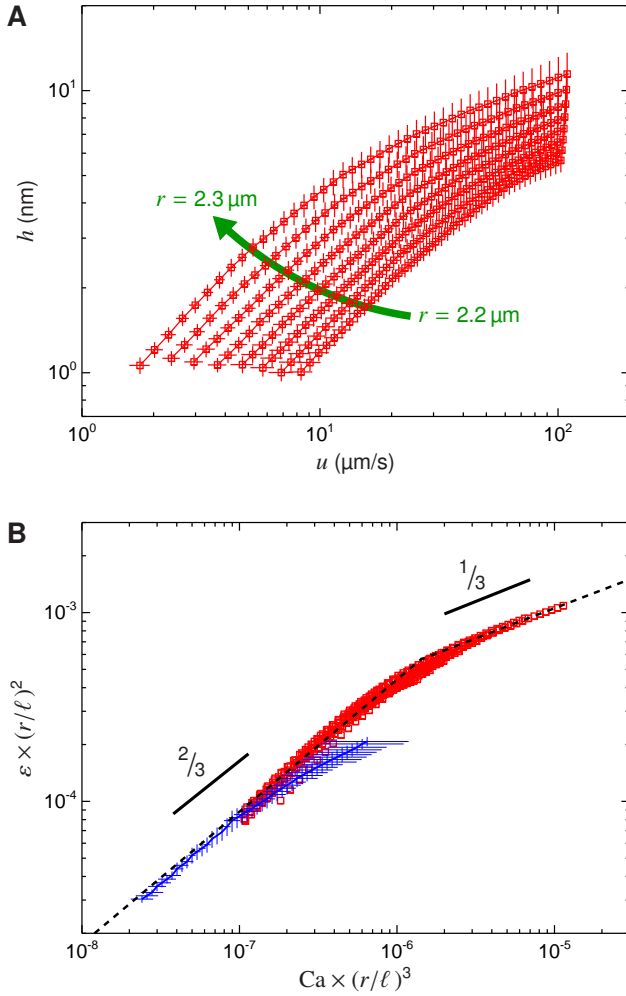 A
10¹
10⁰
h (nm)
r = 2.3 μm
r = 2.2 μm
10⁰ 10¹ 10²
u (μm/s)
B
10⁻³
10⁻⁴
ε × (r/ℓ)²
1/3
2/3
10⁻⁸ 10⁻⁷ 10⁻⁶ 10⁻⁵
Ca × (r/ℓ)³